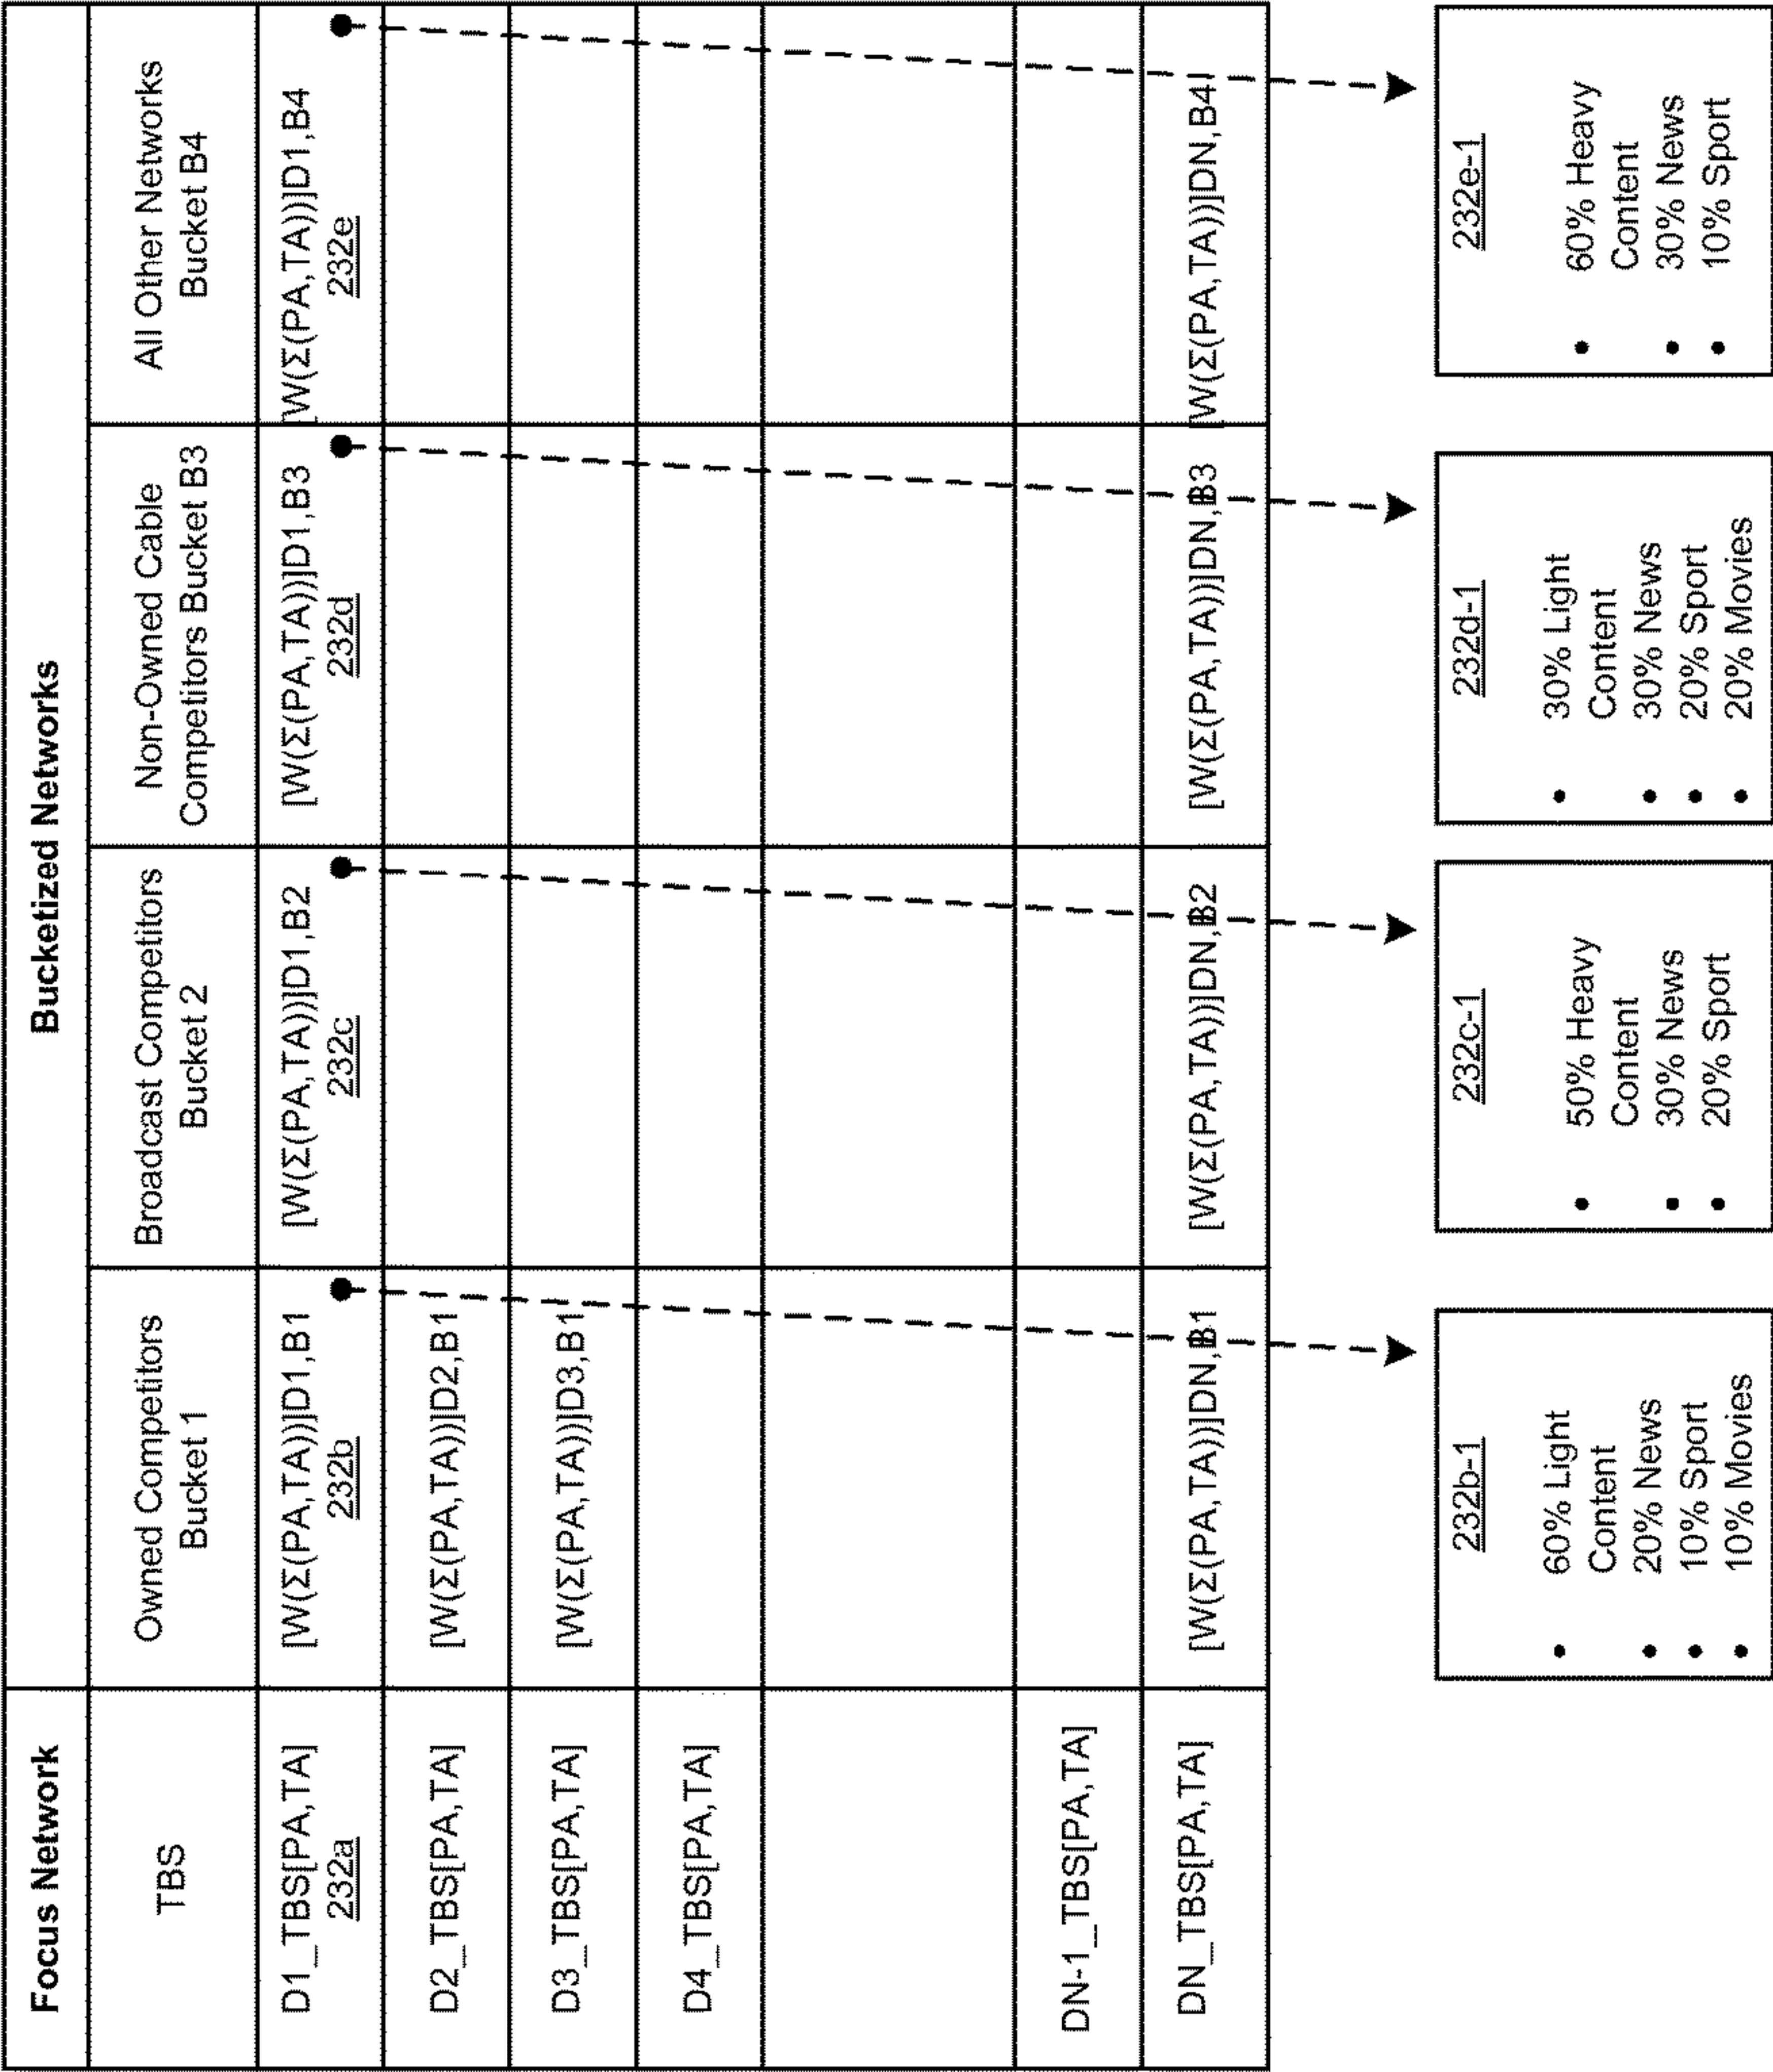 Focus Network
Bucketized Networks
TBS
Owned Competitors
Bucket 1
Broadcast Competitors
Bucket 2
Non-Owned Cable
Competitors Bucket B3
All Other Networks
Bucket B4
D1_TBS[PA,TA]
232a
[W(Σ(PA,TA))]D1,B1
232b
[W(Σ(PA,TA))]D1,B2
232c
[W(Σ(PA,TA))]D1,B3
232d
[W(Σ(PA,TA))]D1,B4
232e
D2_TBS[PA,TA]
[W(Σ(PA,TA))]D2,B1
D3_TBS[PA,TA]
[W(Σ(PA,TA))]D3,B1
D4_TBS[PA,TA]
DN-1_TBS[PA,TA]
DN_TBS[PA,TA]
[W(Σ(PA,TA))]DN,B1
[W(Σ(PA,TA))]DN,B2
[W(Σ(PA,TA))]DN,B3
[W(Σ(PA,TA))]DN,B4
232b-1
• 60% Light
Content
• 20% News
• 10% Sport
• 10% Movies
232c-1
• 50% Heavy
Content
• 30% News
• 20% Sport
232d-1
• 30% Light
Content
• 30% News
• 20% Sport
• 20% Movies
232e-1
• 60% Heavy
Content
• 30% News
• 10% Sport